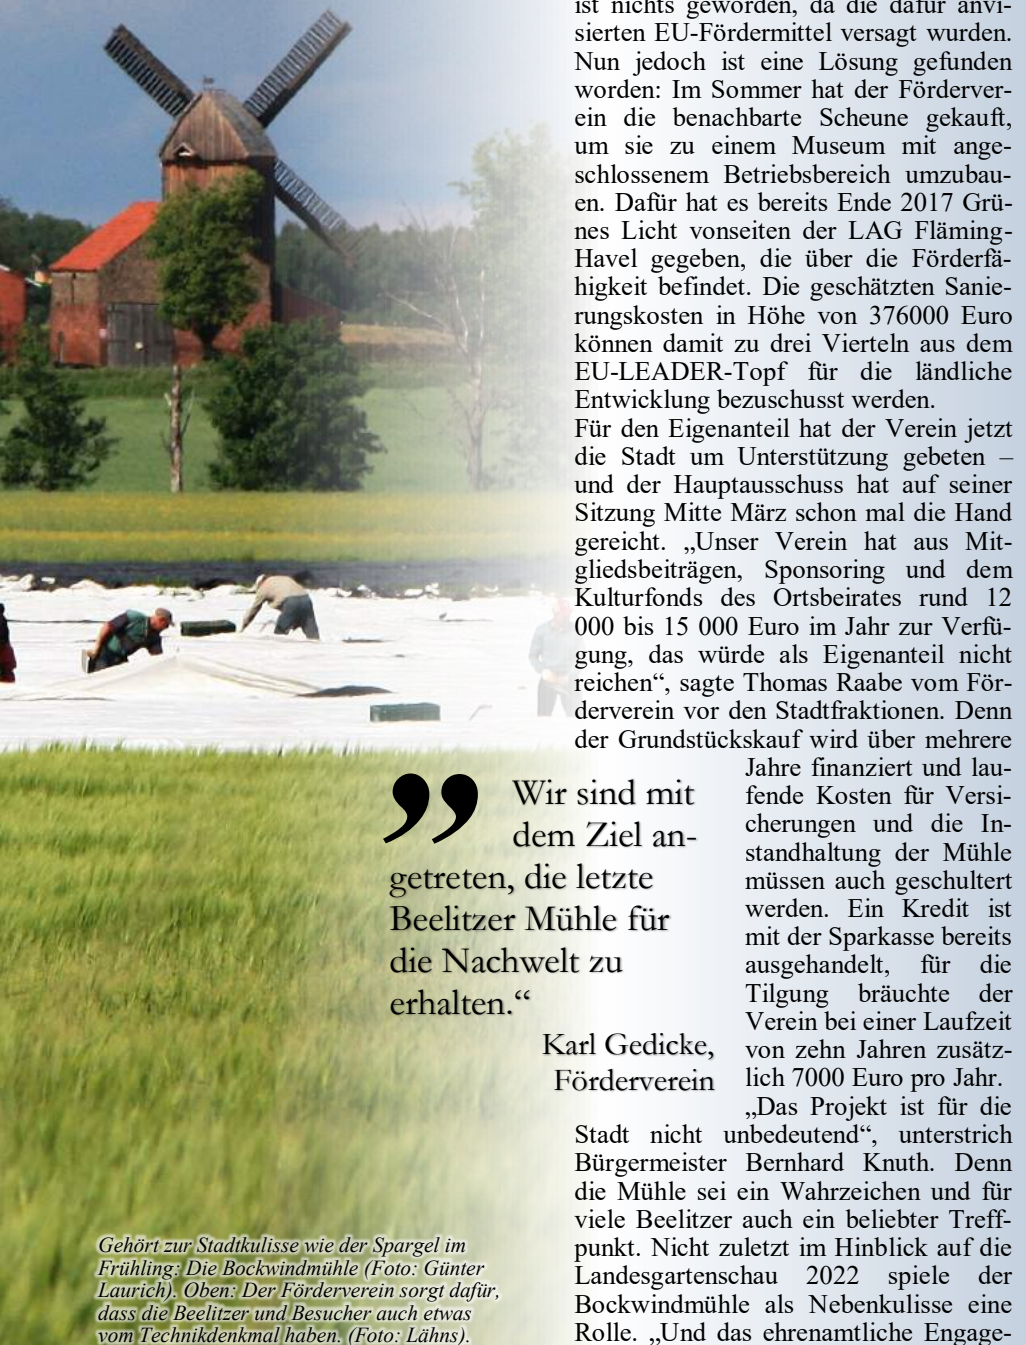 ist nichts geworden, da die dafür anvi-
sierten EU-Fördermittel versagt wurden.
Nun jedoch ist eine Lösung gefunden
worden: Im Sommer hat der Förderver-
ein die benachbarte Scheune gekauft,
um sie zu einem Museum mit ange-
schlossenem Betriebsbereich umzubau-
en. Dafür hat es bereits Ende 2017 Grü-
nes Licht vonseiten der LAG Fläming-
Havel gegeben, die über die Förderfä-
higkeit befindet. Die geschätzten Sanie-
rungskosten in Höhe von 376000 Euro
können damit zu drei Vierteln aus dem
EU-LEADER-Topf für die ländliche
Entwicklung bezuschusst werden.
Für den Eigenanteil hat der Verein jetzt
die Stadt um Unterstützung gebeten –
und der Hauptausschuss hat auf seiner
Sitzung Mitte März schon mal die Hand
gereicht. „Unser Verein hat aus Mit-
gliedsbeiträgen, Sponsoring und dem
Kulturfonds des Ortsbeirates rund 12
000 bis 15 000 Euro im Jahr zur Verfü-
gung, das würde als Eigenanteil nicht
reichen“, sagte Thomas Raabe vom För-
derverein vor den Stadtfraktionen. Denn
der Grundstückskauf wird über mehrere
Jahre finanziert und lau-
fende Kosten für Versi-
cherungen und die In-
standhaltung der Mühle
müssen auch geschultert
werden. Ein Kredit ist
mit der Sparkasse bereits
ausgehandelt, für die
Tilgung bräuchte der
Verein bei einer Laufzeit
von zehn Jahren zusätz-
lich 7000 Euro pro Jahr.
„Das Projekt ist für die
Stadt nicht unbedeutend“, unterstrich
Bürgermeister Bernhard Knuth. Denn
die Mühle sei ein Wahrzeichen und für
viele Beelitzer auch ein beliebter Treff-
punkt. Nicht zuletzt im Hinblick auf die
Landesgartenschau 2022 spiele der
Bockwindmühle als Nebenkulisse eine
Rolle. „Und das ehrenamtliche Engage-
” Wir sind mit
dem Ziel an-
getreten, die letzte
Beelitzer Mühle für
die Nachwelt zu
erhalten.“
Karl Gedicke,
Förderverein
Gehört zur Stadtkulisse wie der Spargel im
Frühling: Die Bockwindmühle (Foto: Günter
Laurich). Oben: Der Förderverein sorgt dafür,
dass die Beelitzer und Besucher auch etwas
vom Technikdenkmal haben. (Foto: Lähns).